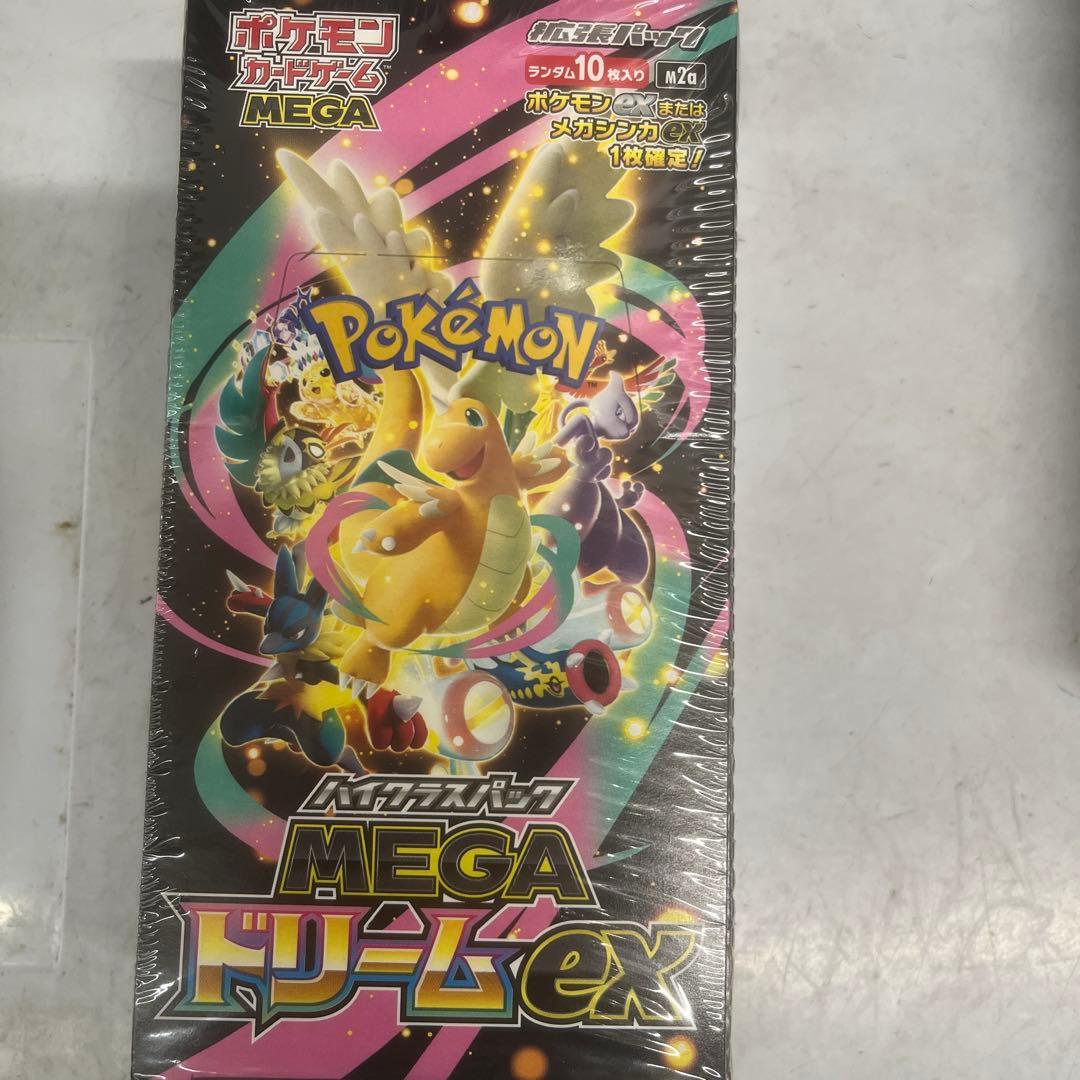 ポケモン
カードゲーム™
MEGA
拡張パック
ランダム10枚入り M2a
ポケモンexまたは
メガシンカex
1枚確定!
POKéMON™
ハイクラスパック
MEGA
ドリームex